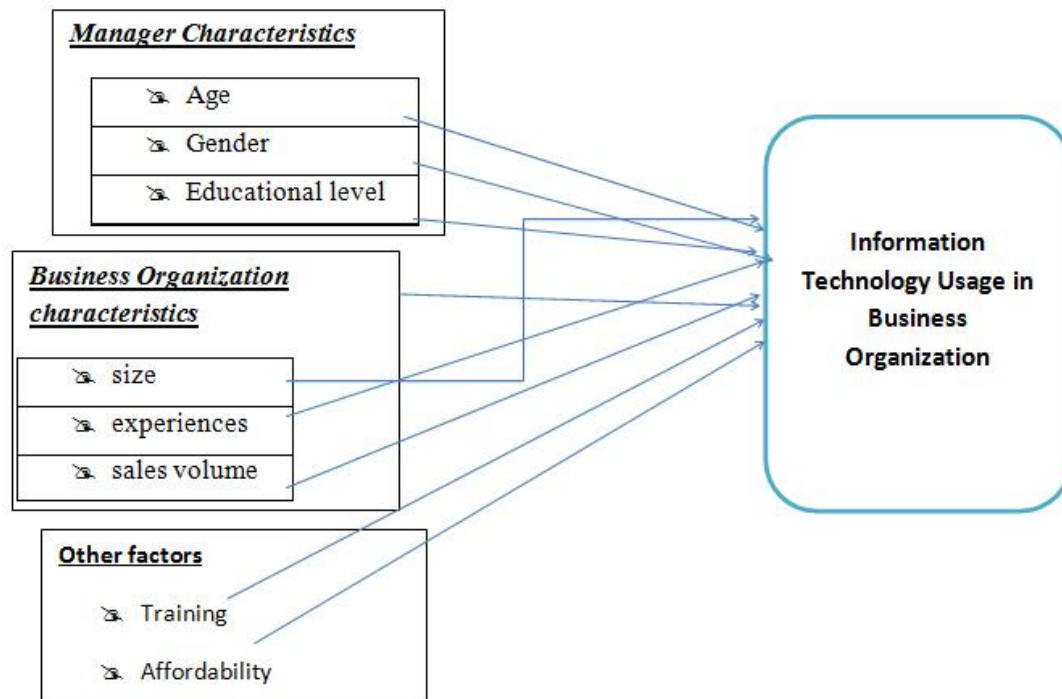 Manager Characteristics
Age
Gender
Educational level
Business Organization
characteristics
size
experiences
sales volume
Other factors
Training
Affordability
Information
Technology Usage in
Business
Organization